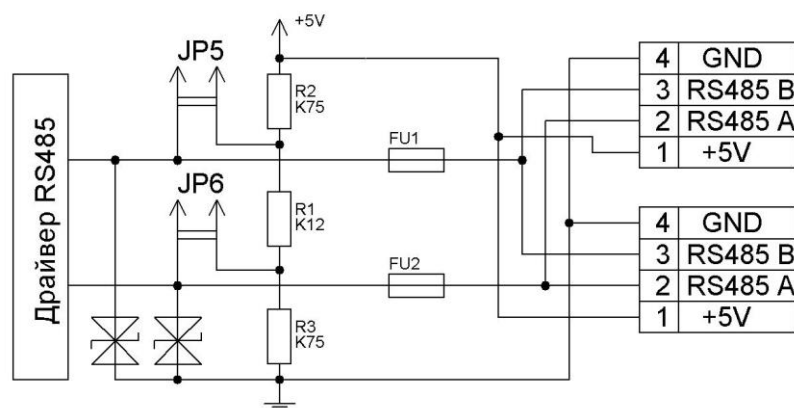 +5V
JP5
R2
K75
FU1
JP6
R1
K12
FU2
R3
K75
Драйвер RS485
4 GND
3 RS485 B
2 RS485 A
1 +5V
4 GND
3 RS485 B
2 RS485 A
1 +5V